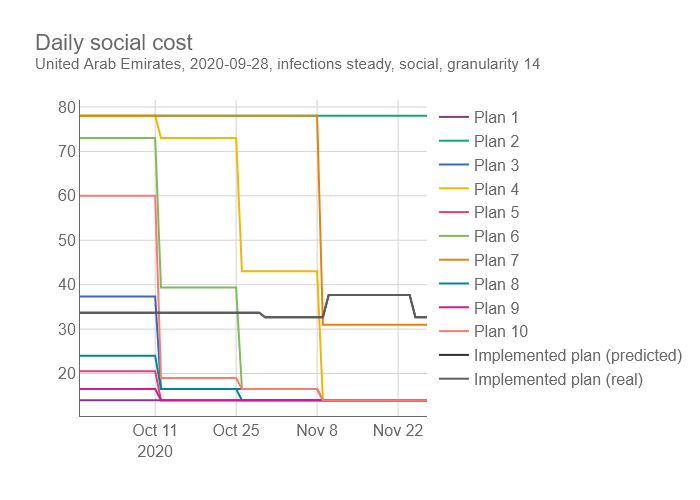 Daily social cost
United Arab Emirates, 2020-09-28, infections steady, social, granularity 14
80
70
60
50
40
30
20
Oct 11
2020
Oct 25
Nov 8
Nov 22
Plan 1
Plan 2
Plan 3
Plan 4
Plan 5
Plan 6
Plan 7
Plan 8
Plan 9
Plan 10
Implemented plan (predicted)
Implemented plan (real)